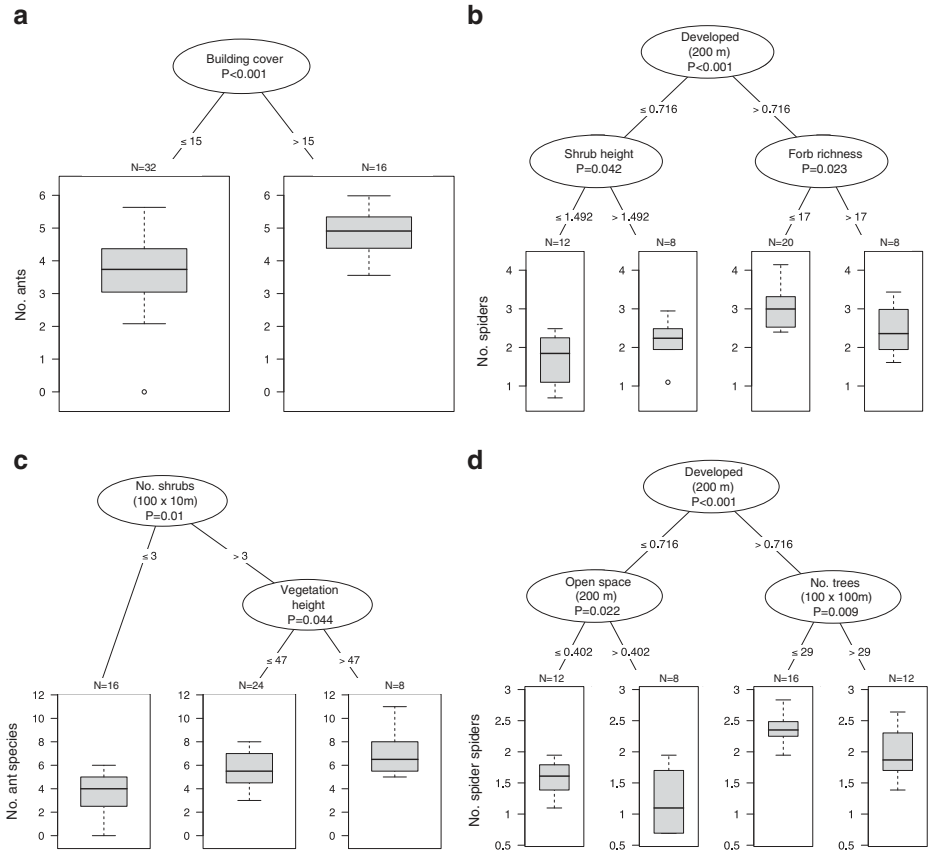 a
Building cover
P<0.001
≤ 15
> 15
N=32
N=16
No. ants
6
5
4
3
2
1
0
6
5
4
3
2
1
0
b
Developed
(200 m)
P<0.001
≤ 0.716
> 0.716
Shrub height
P=0.042
Forb richness
P=0.023
≤ 1.492
> 1.492
≤ 17
> 17
N=12
N=8
N=20
N=8
No. spiders
4
3
2
1
4
3
2
1
4
3
2
1
4
3
2
1
c
No. shrubs
(100 x 10m)
P=0.01
≤ 3
> 3
Vegetation
height
P=0.044
≤ 47
> 47
N=16
N=24
N=8
No. ant species
12
10
8
6
4
2
0
12
10
8
6
4
2
0
12
10
8
6
4
2
0
d
Developed
(200 m)
P<0.001
≤ 0.716
> 0.716
Open space
(200 m)
P=0.022
No. trees
(100 x 100m)
P=0.009
≤ 0.402
> 0.402
≤ 29
> 29
N=12
N=8
N=16
N=12
No. spider spiders
3
2.5
2
1.5
1
0.5
3
2.5
2
1.5
1
0.5
3
2.5
2
1.5
1
0.5
3
2.5
2
1.5
1
0.5